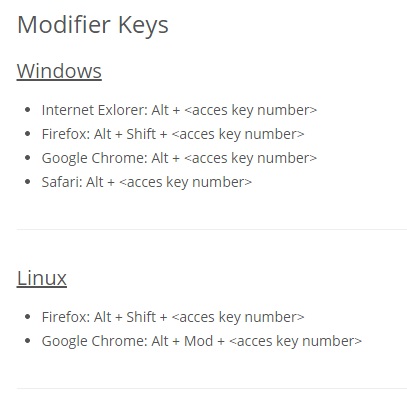 Modifier Keys
Windows
Internet Exlorer: Alt + <acces key number>
Firefox: Alt + Shift + <acces key number>
Google Chrome: Alt + <acces key number>
Safari: Alt + <acces key number>
Linux
Firefox: Alt + Shift + <acces key number>
Google Chrome: Alt + Mod + <acces key number>